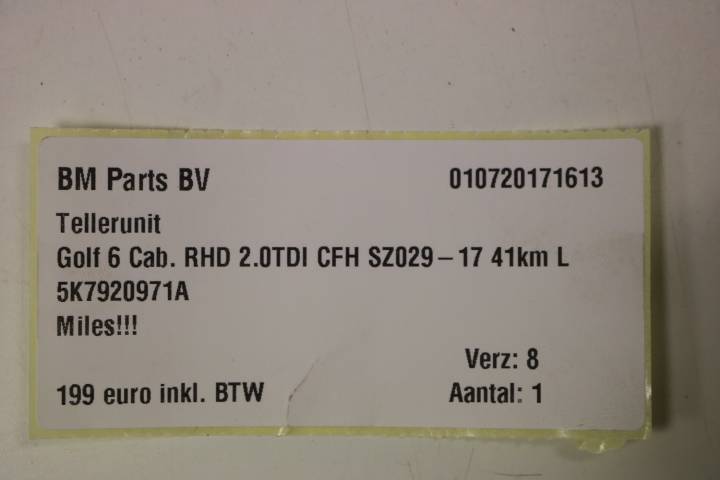 BM Parts BV 010720171613
Tellerunit
Golf 6 Cab. RHD 2.0TDI CFH SZ029-17 41km L
5K7920971A
Miles!!!
Verz: 8
199 euro inkl. BTW Aantal: 1